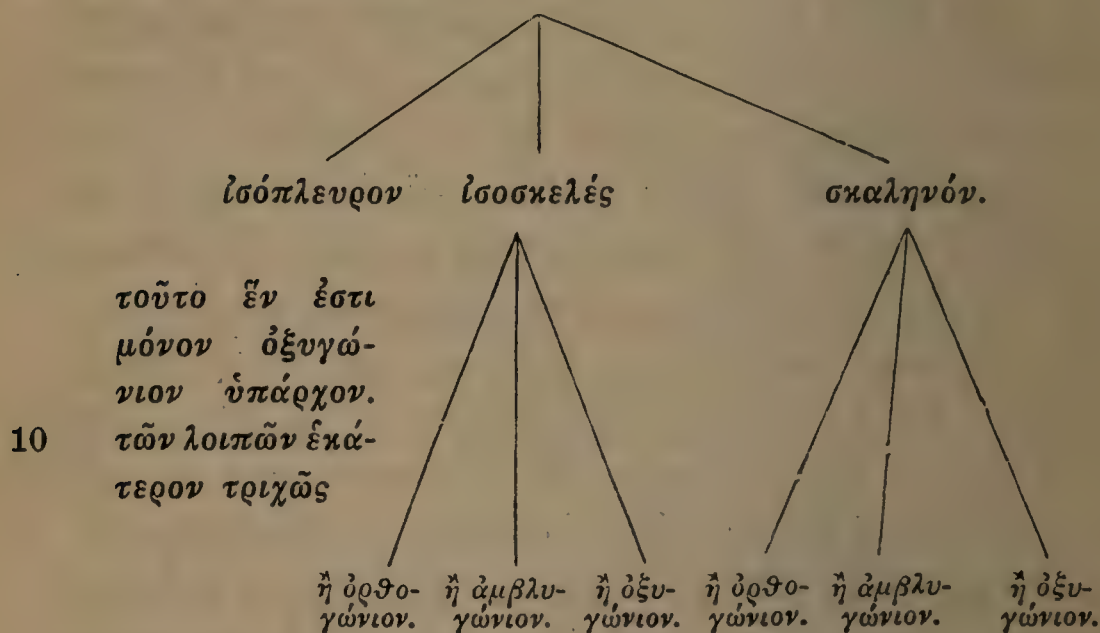 ἰσόπλευρον ἰσοσκελές σκαληνόν.
τοῦτο ἕν ἐστι
μόνον ὀξυγώ-
νιον ὑπάρχον.
10 τῶν λοιπῶν ἑκά-
τερον τριχῶς
ἢ ὀρθο- ἢ ἀμβλυ- ἢ ὀξυ- ἢ ὀρθο- ἢ ἀμβλυ- ἢ ὀξυ-
γώνιον. γώνιον. γώνιον. γώνιον. γώνιον. γώνιον.